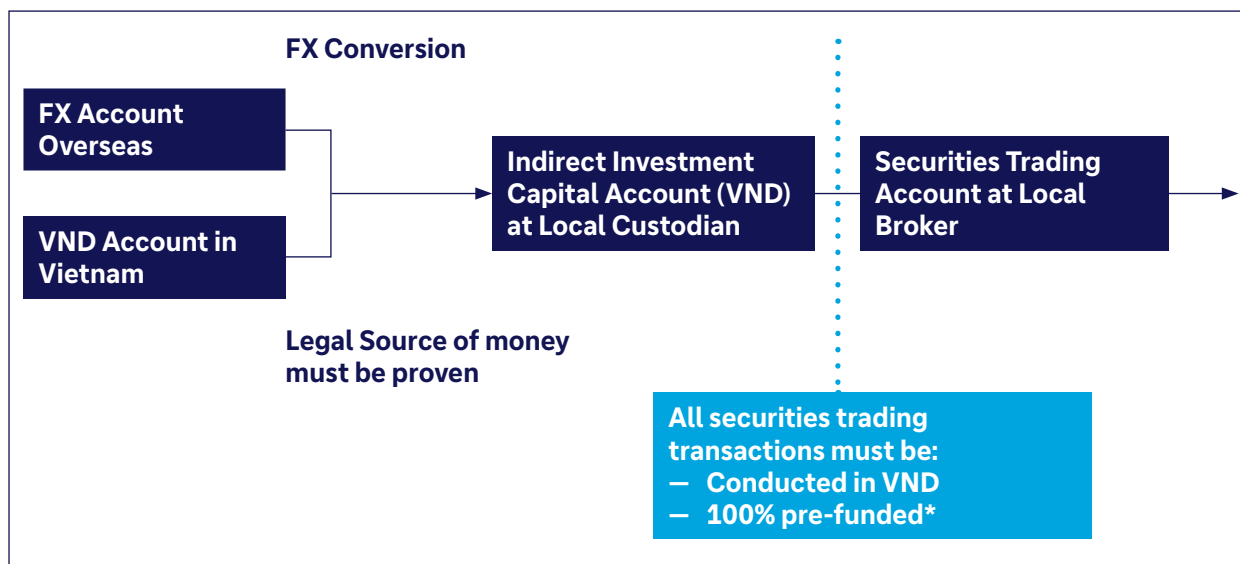 FX Conversion
FX Account
Overseas
VND Account in
Vietnam
Indirect Investment
Capital Account (VND)
at Local Custodian
Securities Trading
Account at Local
Broker
Legal Source of money
must be proven
All securities trading
transactions must be:
— Conducted in VND
— 100% pre-funded*